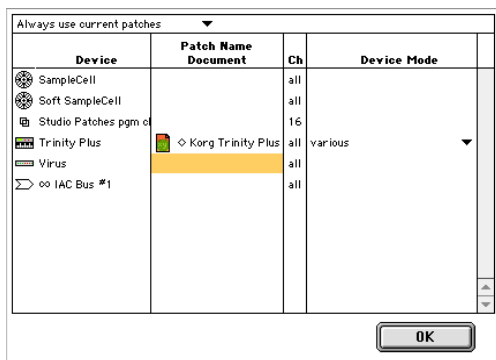 Always use current patches
Device Patch Name Document Ch Device Mode
SampleCell all
Soft SampleCell all
Studio Patches pgm cl 16
Trinity Plus ◇ Korg Trinity Plus all various
Virus all
∞ IAC Bus #1 all
OK